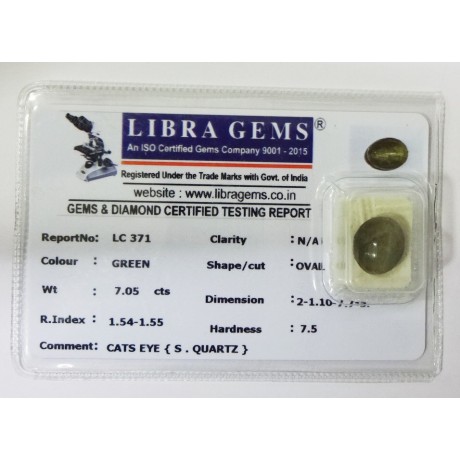 LIBRA GEMS ®
An ISO Certified Gems Company 9001 - 2015
Registered Under the Trade Marks with Govt. of India
website : www.libragems.co.in
GEMS & DIAMOND CERTIFIED TESTING REPORT
ReportNo: LC 371 Clarity : N/A
Colour : GREEN Shape/cut : OVAL
Wt : 7.05 cts Dimension :
R.Index : 1.54-1.55 Hardness : 7.5
Comment: CATS EYE { S . QUARTZ }